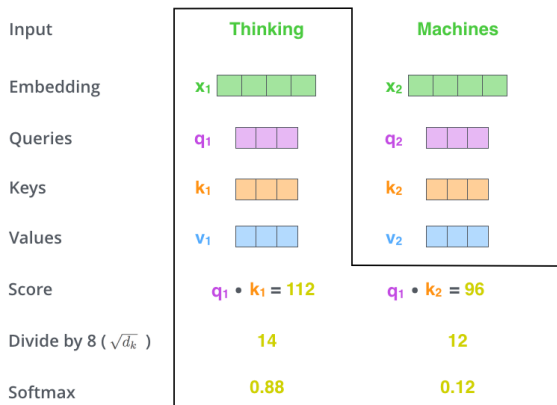 Input Thinking Machines
Embedding x₁ x₂
Queries q₁ q₂
Keys k₁ k₂
Values v₁ v₂
Score q₁ • k₁ = 112 q₁ • k₂ = 96
Divide by 8 ( √dₖ ) 14 12
Softmax 0.88 0.12